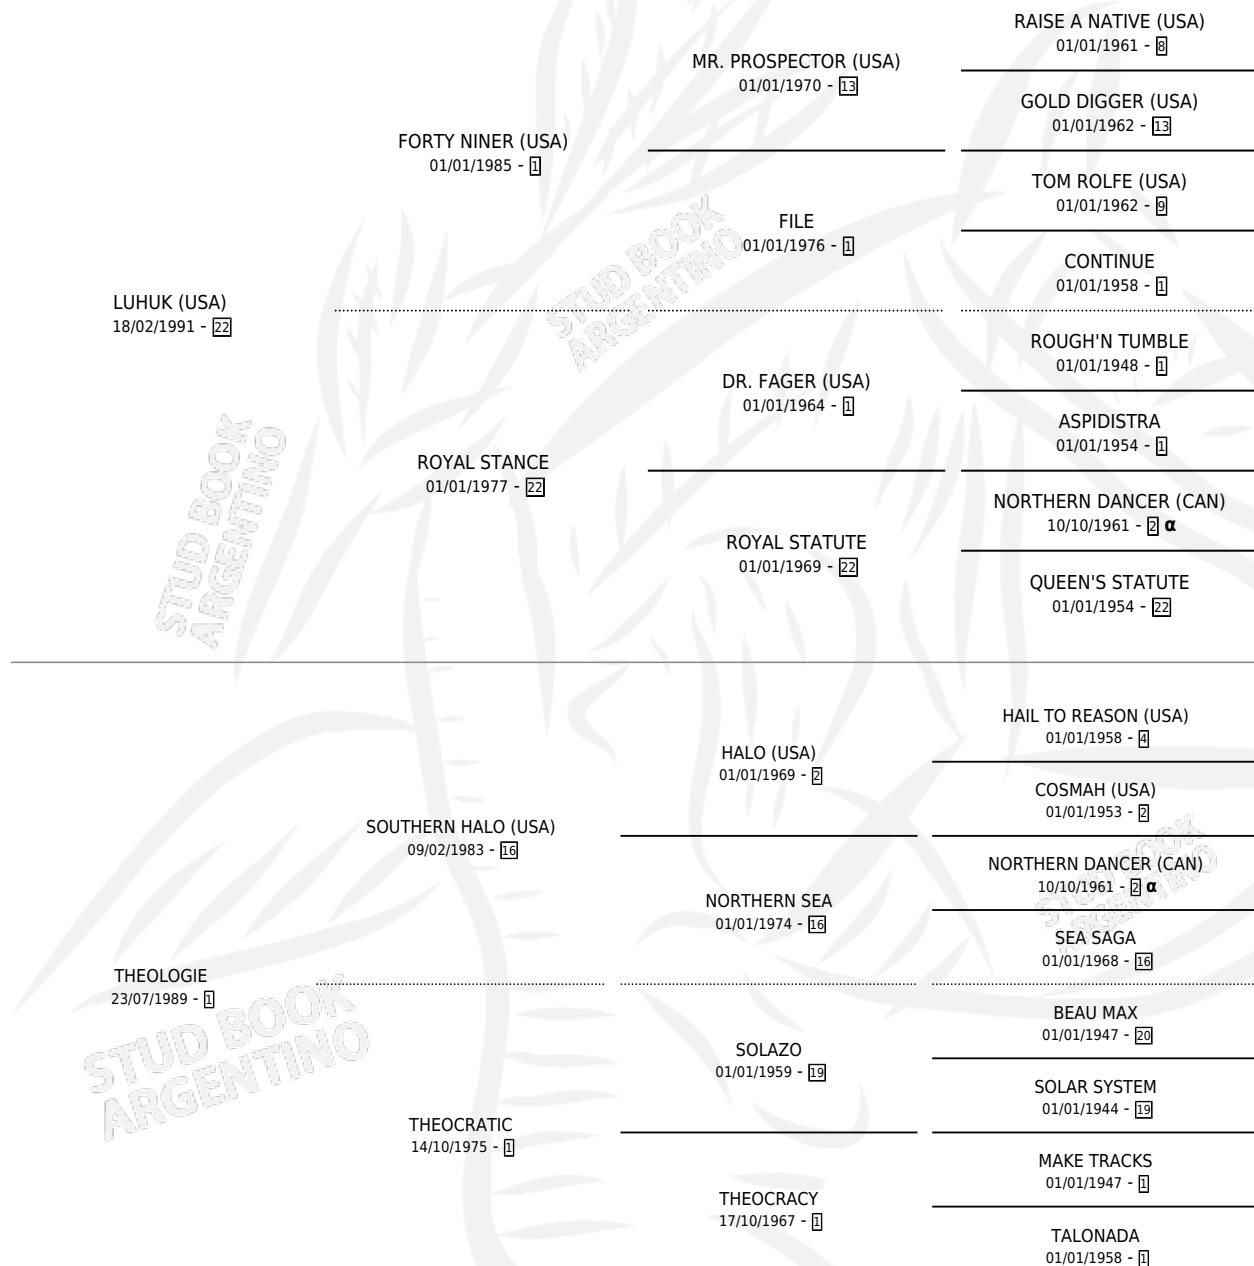 RAISE A NATIVE (USA)
01/01/1961 - 8
MR. PROSPECTOR (USA)
01/01/1970 - 13
GOLD DIGGER (USA)
01/01/1962 - 13
FORTY NINER (USA)
01/01/1985 - 1
TOM ROLFE (USA)
01/01/1962 - 9
FILE
01/01/1976 - 1
CONTINUE
01/01/1958 - 1
LUHUK (USA)
18/02/1991 - 22
ROUGH'N TUMBLE
01/01/1948 - 1
DR. FAGER (USA)
01/01/1964 - 1
ASPIDISTRA
01/01/1954 - 1
ROYAL STANCE
01/01/1977 - 22
NORTHERN DANCER (CAN)
10/10/1961 - 2 α
ROYAL STATUTE
01/01/1969 - 22
QUEEN'S STATUTE
01/01/1954 - 22
HAIL TO REASON (USA)
01/01/1958 - 4
HALO (USA)
01/01/1969 - 2
COSMAH (USA)
01/01/1953 - 2
SOUTHERN HALO (USA)
09/02/1983 - 16
NORTHERN DANCER (CAN)
10/10/1961 - 2 α
NORTHERN SEA
01/01/1974 - 16
SEA SAGA
01/01/1968 - 16
THEOLOGIE
23/07/1989 - 1
BEAU MAX
01/01/1947 - 20
SOLAZO
01/01/1959 - 19
SOLAR SYSTEM
01/01/1944 - 19
THEOCRATIC
14/10/1975 - 1
MAKE TRACKS
01/01/1947 - 1
THEOCRACY
17/10/1967 - 1
TALONADA
01/01/1958 - 1
STUD BOOK
ARGENTINO
STUD BOOK
ARGENTINO
STUD BOOK
ARGENTINO
STUD BOOK
ARGENTINO